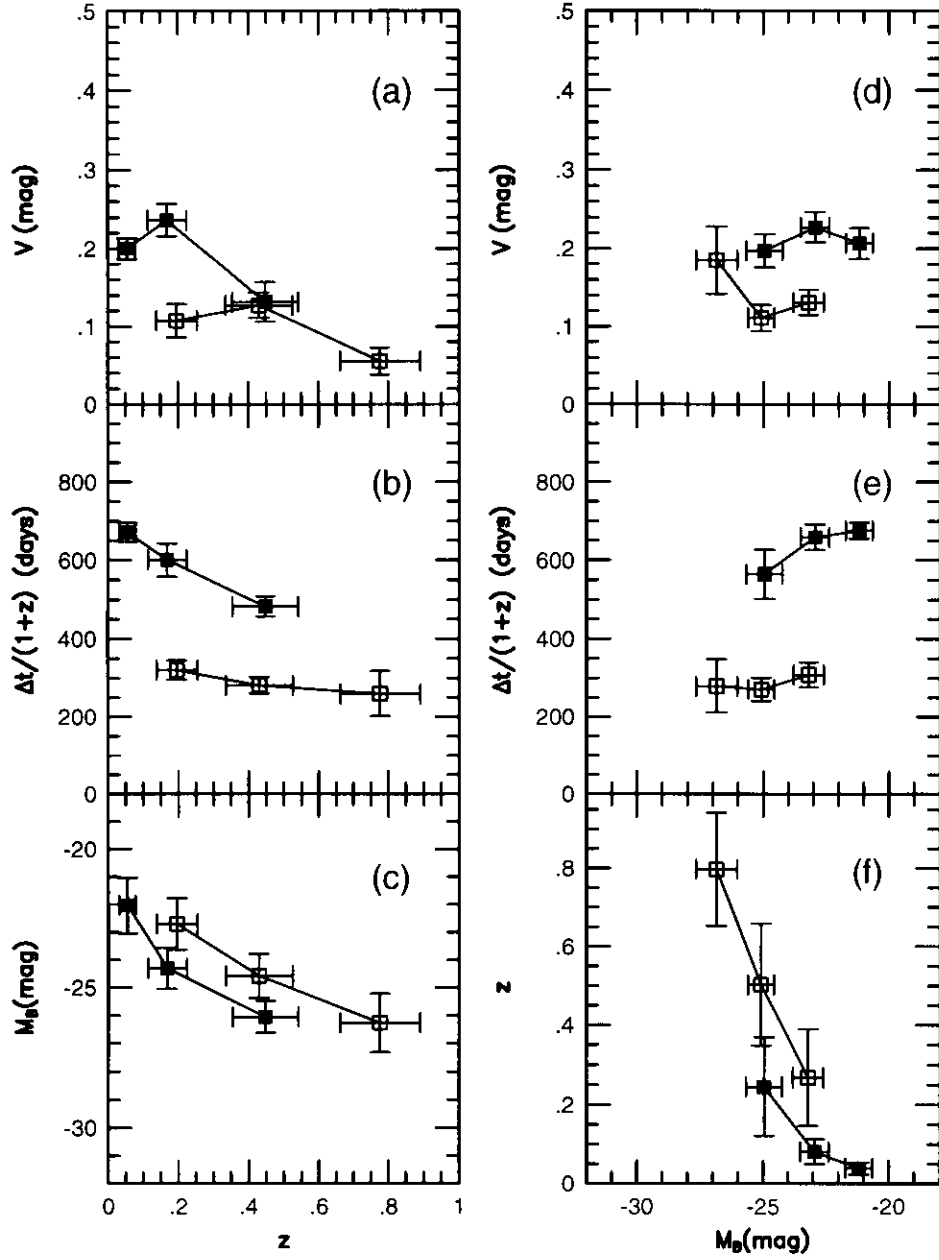 .5
.4
.3
.2
.1
0
V (mag)
(a)
.5
.4
.3
.2
.1
0
V (mag)
(d)
800
600
400
200
0
Δt/(1+z) (days)
(b)
800
600
400
200
0
Δt/(1+z) (days)
(e)
-20
-25
-30
M_B(mag)
(c)
.8
.6
.4
.2
0
z
(f)
0 .2 .4 .6 .8 1
z
-30 -25 -20
M_B(mag)